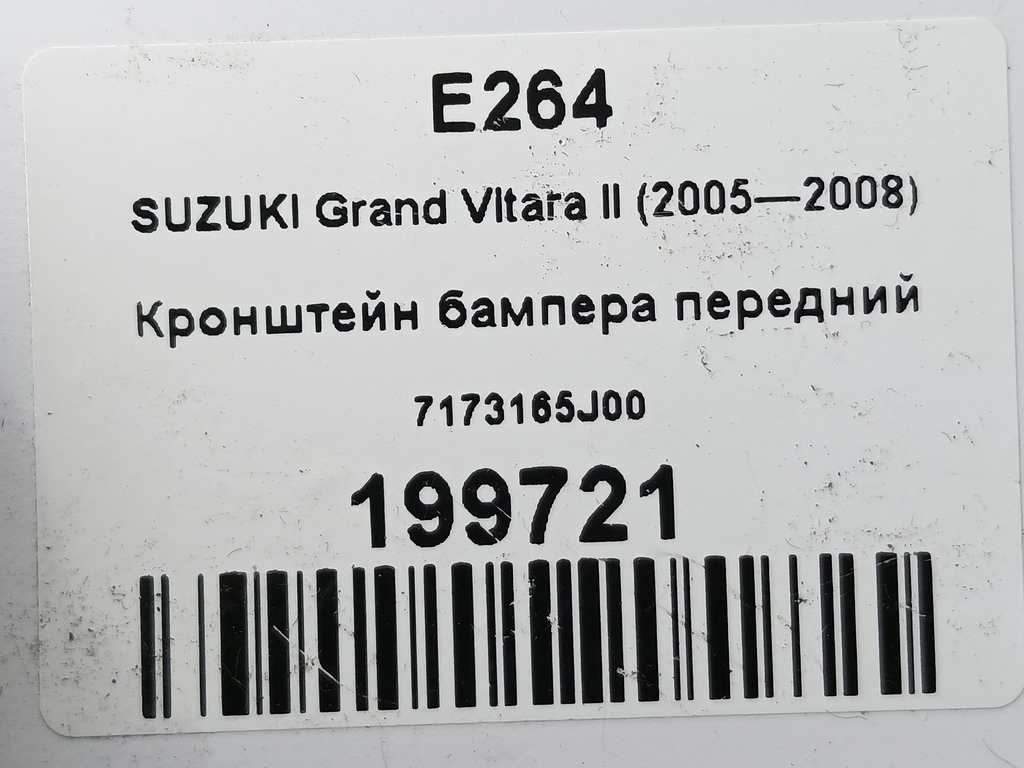 E264
SUZUKI Grand VItara II (2005—2008)
Кронштейн бампера передний
7173165J00
199721